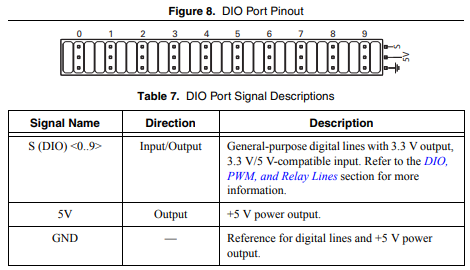 Figure 8. DIO Port Pinout
0 1 2 3 4 5 6 7 8 9
S
5V
Table 7. DIO Port Signal Descriptions
Signal Name Direction Description
S (DIO) <0..9> Input/Output General-purpose digital lines with 3.3 V output,
3.3 V/5 V-compatible input. Refer to the DIO,
PWM, and Relay Lines section for more
information.
5V Output +5 V power output.
GND — Reference for digital lines and +5 V power
output.